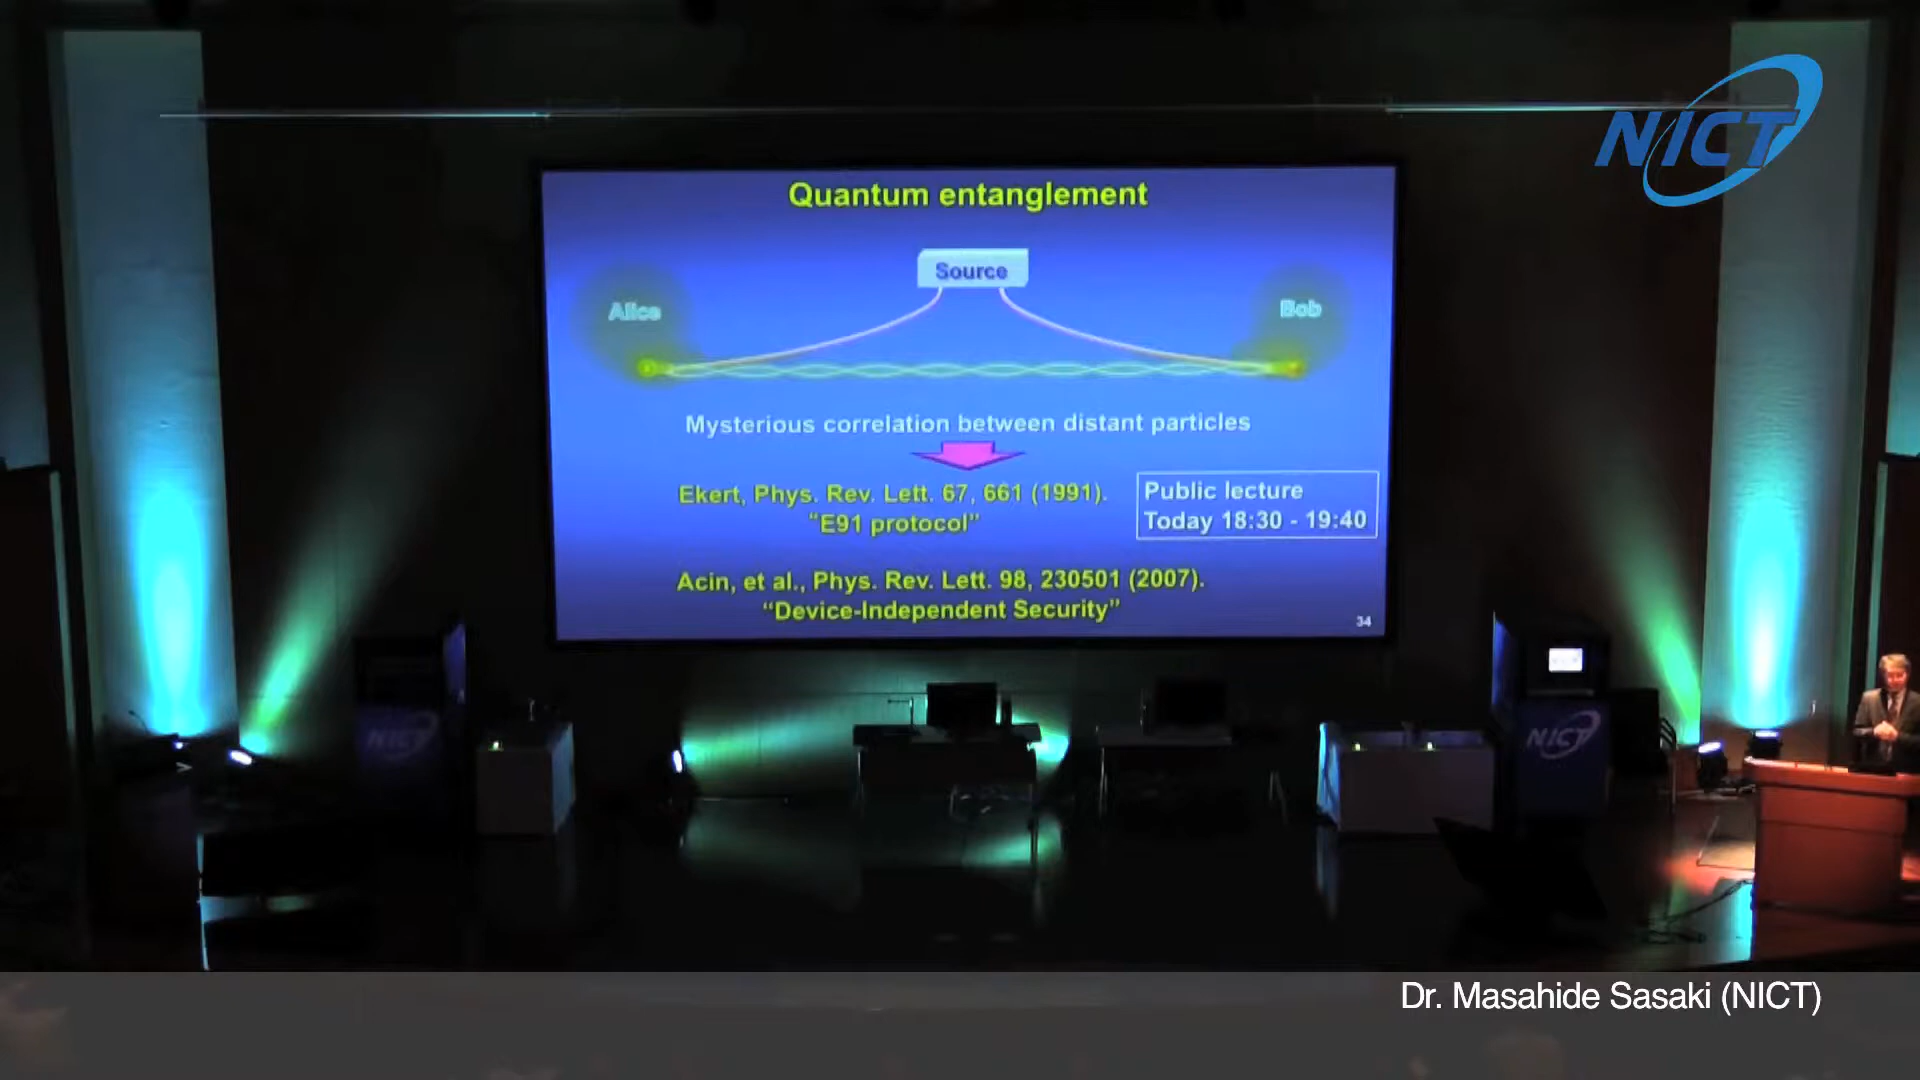 NICT
Quantum entanglement
Source
Alice
Bob
Mysterious correlation between distant particles
Ekert, Phys. Rev. Lett. 67, 661 (1991).
“E91 protocol”
Public lecture
Today 18:30 - 19:40
Acin, et al., Phys. Rev. Lett. 98, 230501 (2007).
“Device-Independent Security”
34
NICT
NICT
Dr. Masahide Sasaki (NICT)